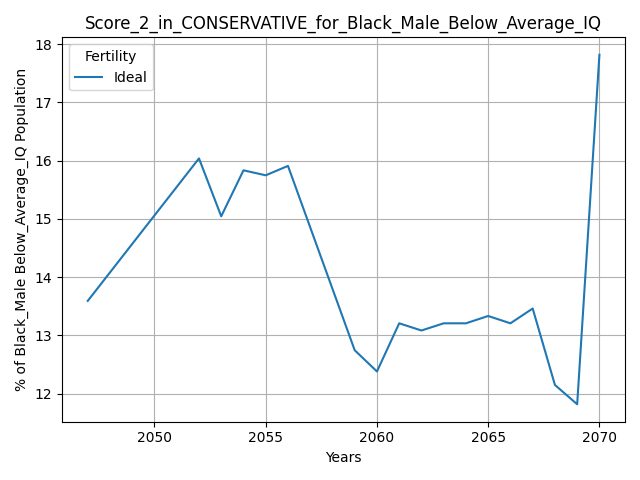 Score_2_in_CONSERVATIVE_for_Black_Male_Below_Average_IQ
% of Black_Male Below_Average_IQ Population
18
17
16
15
14
13
12
Fertility
Ideal
2050 2055 2060 2065 2070
Years